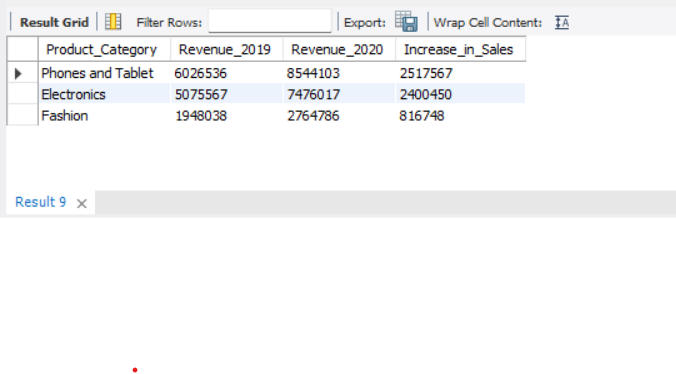 Result Grid Filter Rows: Export: Wrap Cell Content:
Product_Category Revenue_2019 Revenue_2020 Increase_in_Sales
Phones and Tablet 6026536 8544103 2517567
Electronics 5075567 7476017 2400450
Fashion 1948038 2764786 816748
Result 9